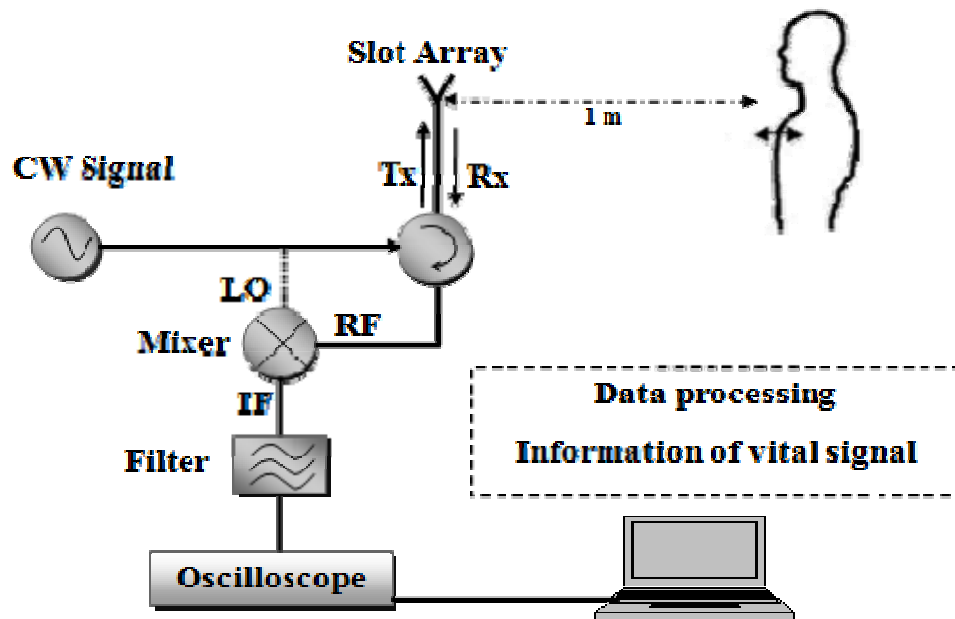 Slot Array
1 m
CW Signal
Tx
Rx
LO
Mixer
RF
IF
Filter
Data processing
Information of vital signal
Oscilloscope